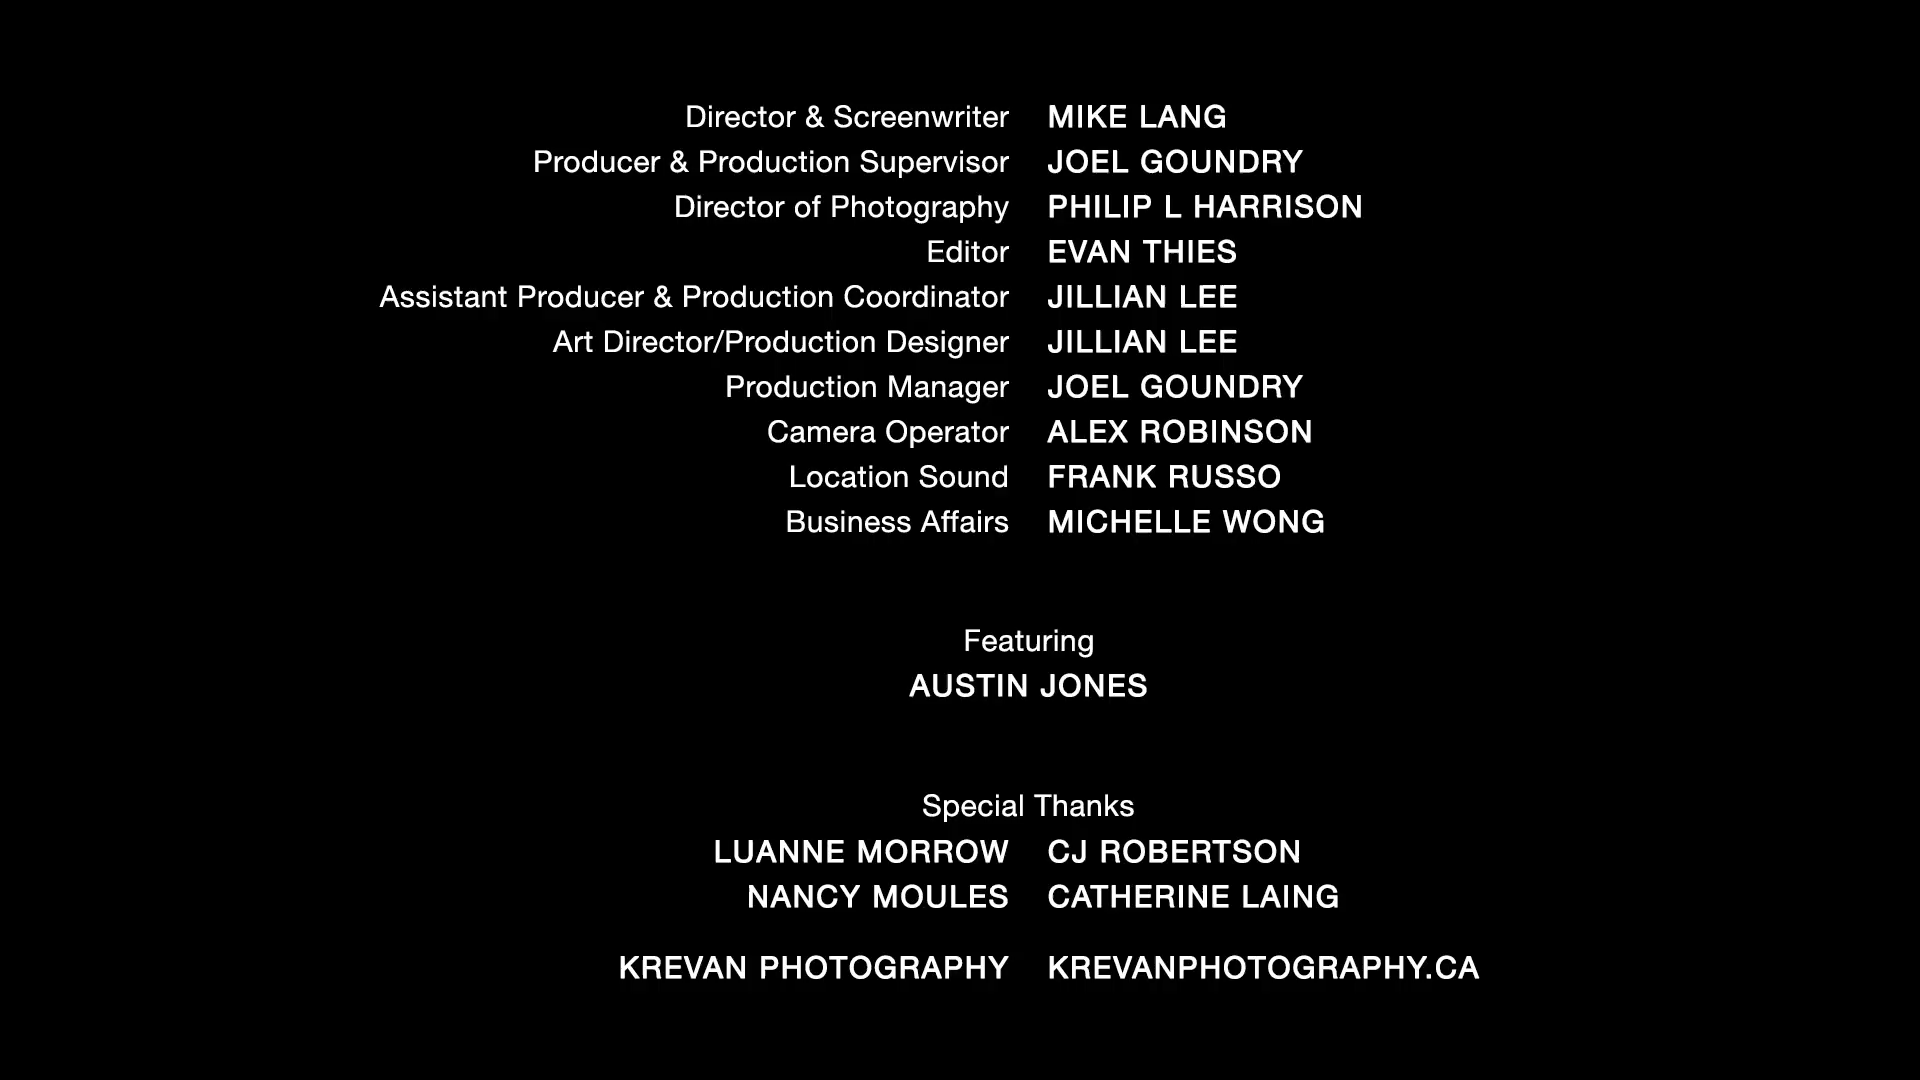 Director & Screenwriter MIKE LANG
Producer & Production Supervisor JOEL GOUNDRY
Director of Photography PHILIP L HARRISON
Editor EVAN THIES
Assistant Producer & Production Coordinator JILLIAN LEE
Art Director/Production Designer JILLIAN LEE
Production Manager JOEL GOUNDRY
Camera Operator ALEX ROBINSON
Location Sound FRANK RUSSO
Business Affairs MICHELLE WONG
Featuring
AUSTIN JONES
Special Thanks
LUANNE MORROW CJ ROBERTSON
NANCY MOULES CATHERINE LAING
KREVAN PHOTOGRAPHY KREVANPHOTOGRAPHY.CA